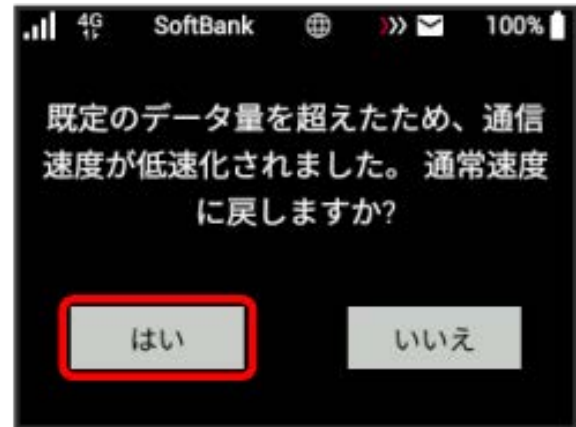 4G SoftBank 100%
既定のデータ量を超えたため、通信
速度が低速化されました。 通常速度
に戻しますか?
はい いいえ